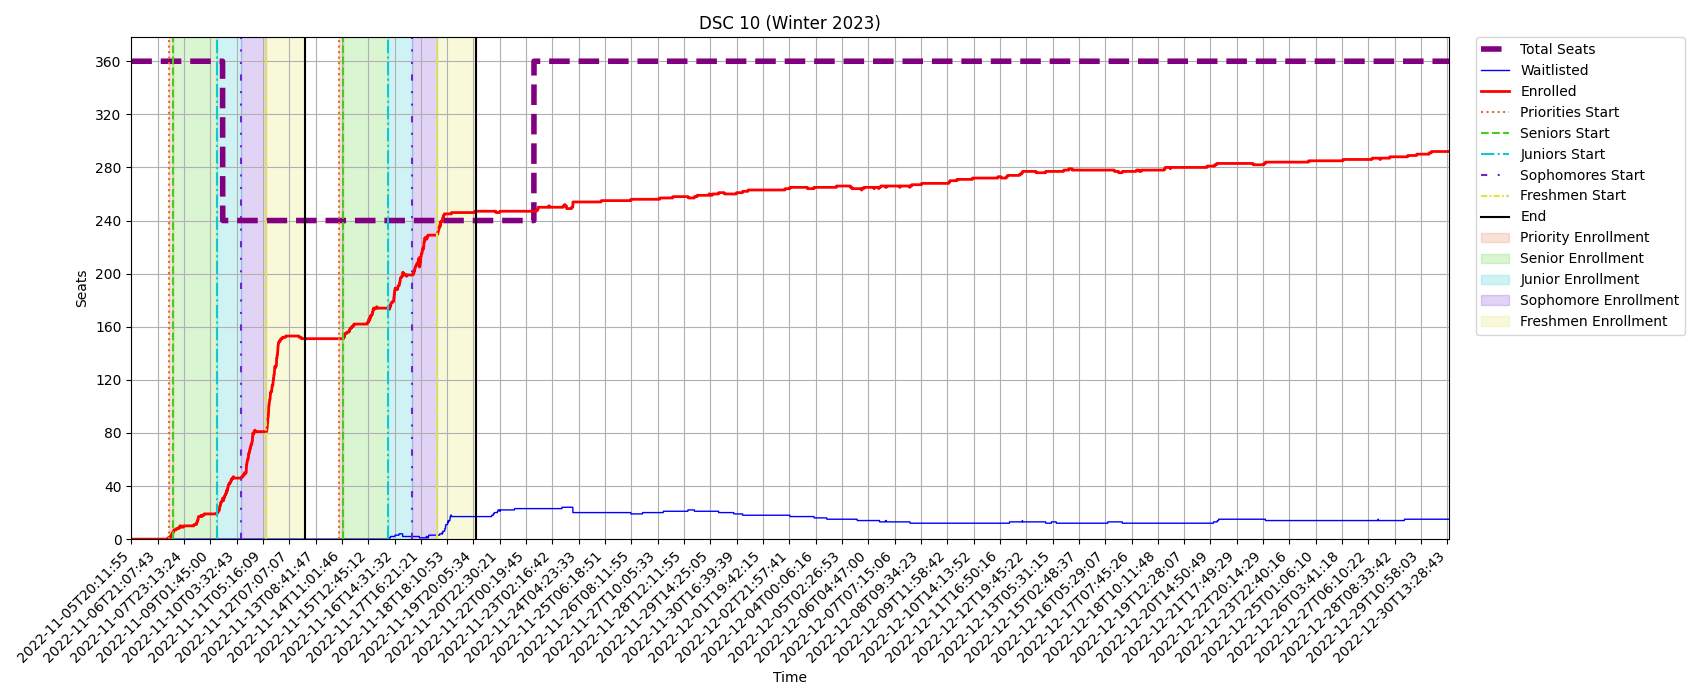 DSC 10 (Winter 2023)
Seats
360
320
280
240
200
160
120
80
40
0
2022-11-05T20:11:55
2022-11-06T21:07:43
2022-11-07T23:13:24
2022-11-09T01:45:00
2022-11-10T03:32:43
2022-11-11T05:16:09
2022-11-12T07:07:07
2022-11-13T08:41:47
2022-11-14T11:01:46
2022-11-15T12:45:12
2022-11-16T14:31:32
2022-11-17T16:21:21
2022-11-18T18:10:53
2022-11-20T20:05:34
2022-11-20T22:30:21
2022-11-22T00:19:45
2022-11-23T02:16:42
2022-11-24T04:23:33
2022-11-25T06:18:51
2022-11-26T08:11:55
2022-11-27T10:05:33
2022-11-28T12:11:55
2022-11-29T14:25:05
2022-11-30T16:39:39
2022-12-01T19:42:15
2022-12-02T21:57:41
2022-12-04T00:06:16
2022-12-05T02:26:53
2022-12-06T04:47:00
2022-12-07T07:15:06
2022-12-08T09:34:23
2022-12-09T11:58:42
2022-12-10T14:13:52
2022-12-11T16:50:16
2022-12-12T19:45:22
2022-12-13T05:31:15
2022-12-15T02:48:37
2022-12-16T05:29:07
2022-12-17T07:45:26
2022-12-18T10:11:48
2022-12-19T12:28:07
2022-12-20T14:50:49
2022-12-21T17:49:29
2022-12-22T20:14:29
2022-12-23T22:40:16
2022-12-25T01:06:10
2022-12-26T03:41:18
2022-12-27T06:10:22
2022-12-28T08:33:42
2022-12-29T10:58:03
2022-12-30T13:28:43
Time
Total Seats
Waitlisted
Enrolled
Priorities Start
Seniors Start
Juniors Start
Sophomores Start
Freshmen Start
End
Priority Enrollment
Senior Enrollment
Junior Enrollment
Sophomore Enrollment
Freshmen Enrollment